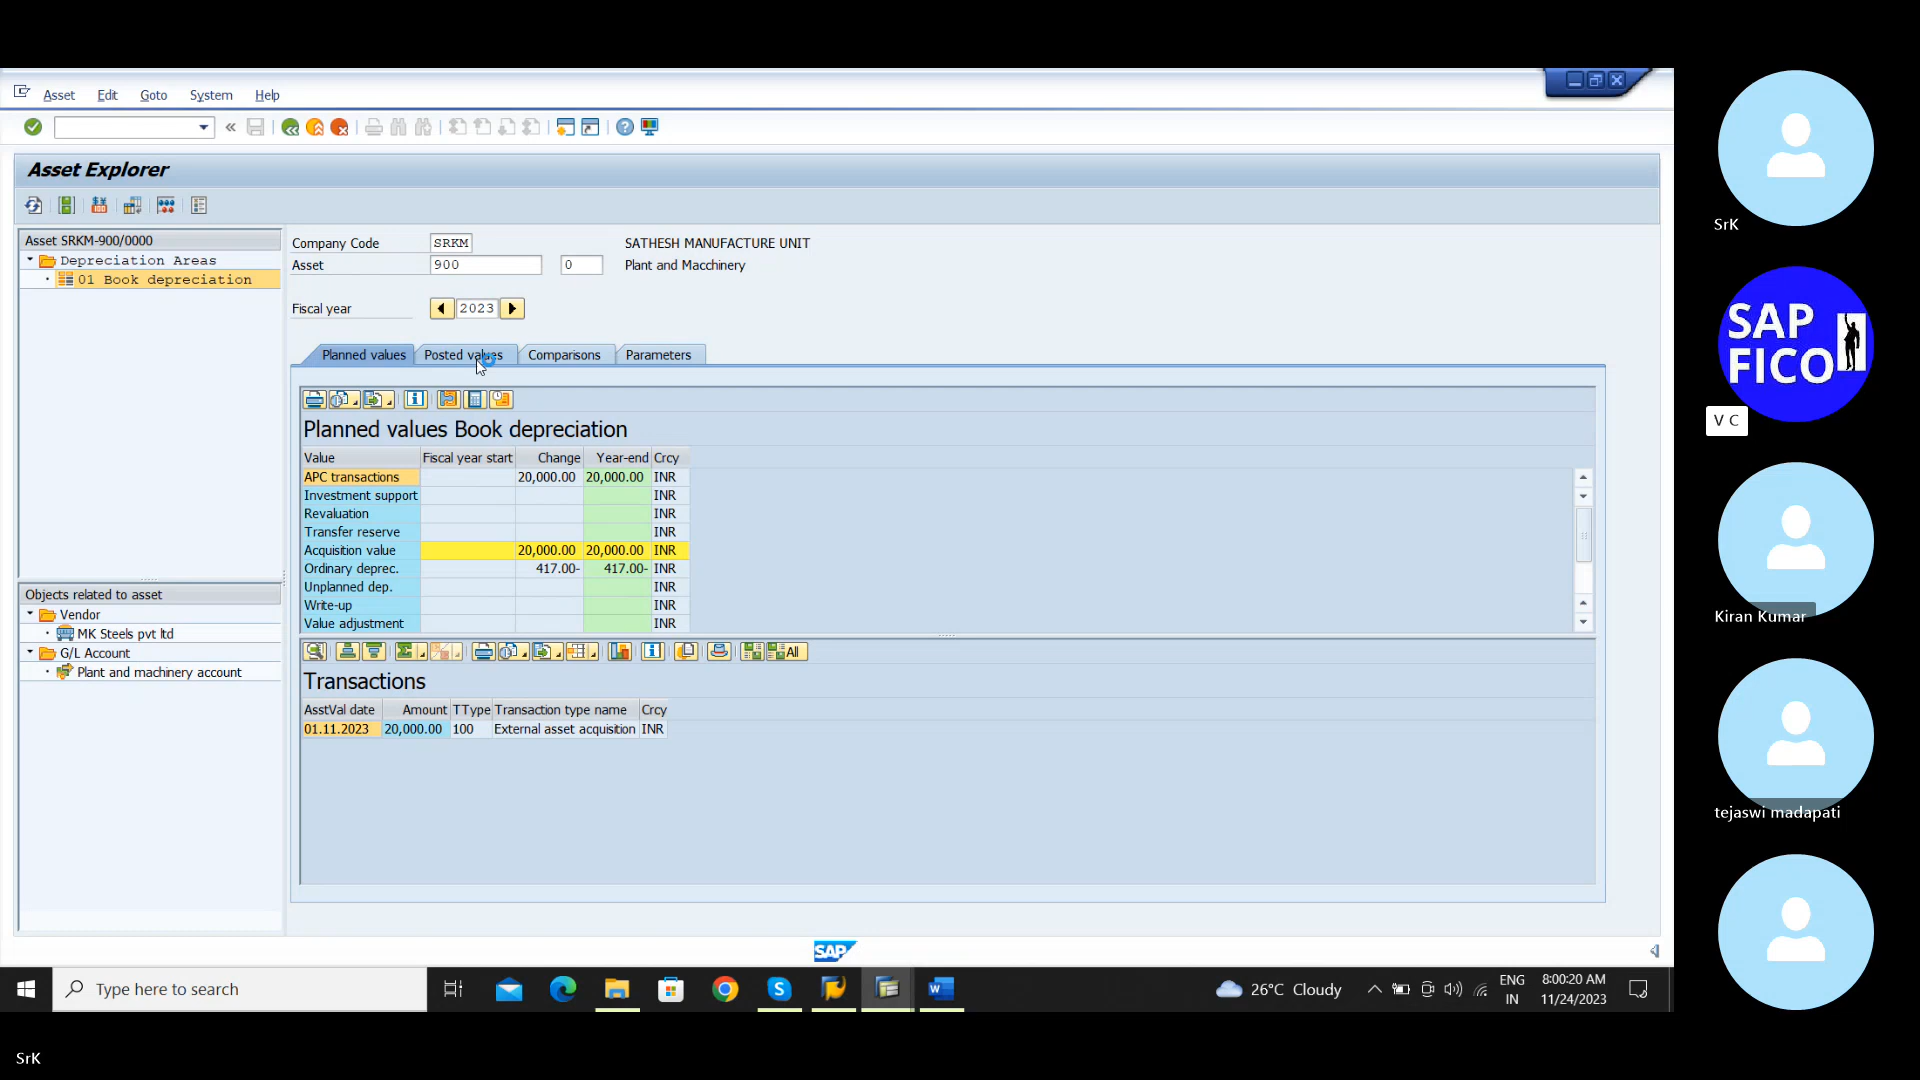 Asset Edit Goto System Help
Asset Explorer
Asset SRKM-900/0000
Depreciation Areas
01 Book depreciation
Company Code SRKM SATHESH MANUFACTURE UNIT
Asset 900 0 Plant and Macchinery
Fiscal year 2023
Planned values Posted values Comparisons Parameters
Planned values Book depreciation
Value Fiscal year start Change Year-end Crcy
APC transactions 20,000.00 20,000.00 INR
Investment support INR
Revaluation INR
Transfer reserve INR
Acquisition value 20,000.00 20,000.00 INR
Ordinary deprec. 417.00- 417.00- INR
Unplanned dep. INR
Write-up INR
Value adjustment INR
Objects related to asset
Vendor
MK Steels pvt ltd
G/L Account
Plant and machinery account
All
Transactions
AsstVal date Amount TType Transaction type name Crcy
01.11.2023 20,000.00 100 External asset acquisition INR
SAP
Type here to search
26°C Cloudy
ENG
IN
8:00:20 AM
11/24/2023
SrK
SAP
FICO
V C
Kiran Kumar
tejaswi madapati
SrK